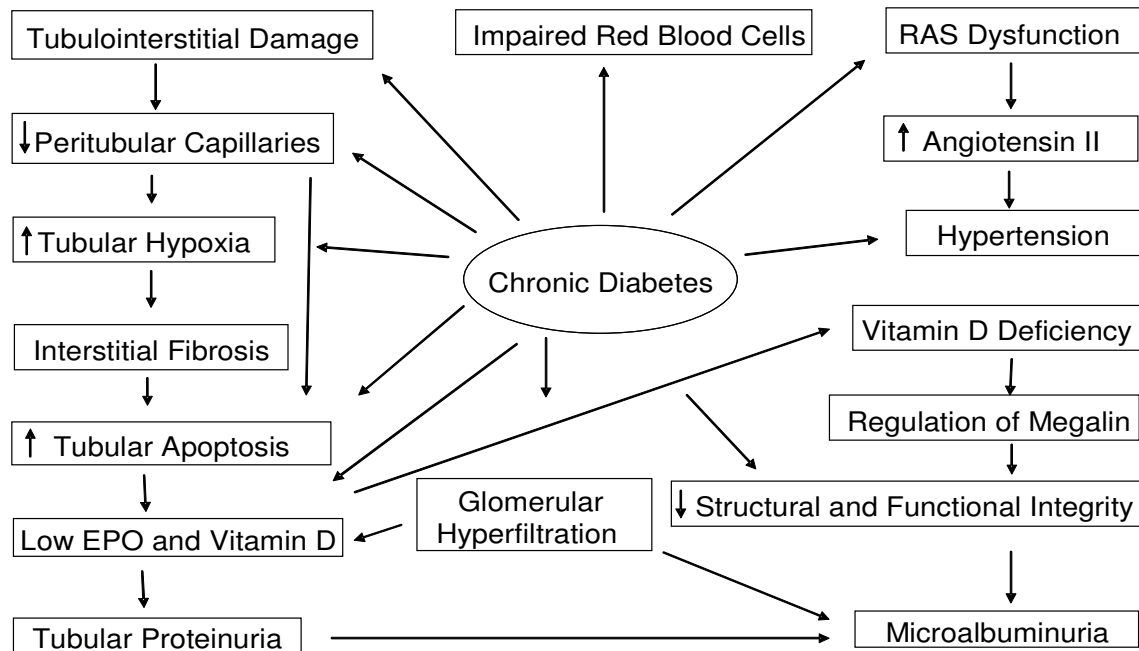 Tubulointerstitial Damage
Impaired Red Blood Cells
RAS Dysfunction
↓ Peritubular Capillaries
↑ Angiotensin II
↑ Tubular Hypoxia
Hypertension
Chronic Diabetes
Interstitial Fibrosis
Vitamin D Deficiency
Regulation of Megalin
↑ Tubular Apoptosis
Glomerular
Hyperfiltration
↓ Structural and Functional Integrity
Low EPO and Vitamin D
Tubular Proteinuria
Microalbuminuria